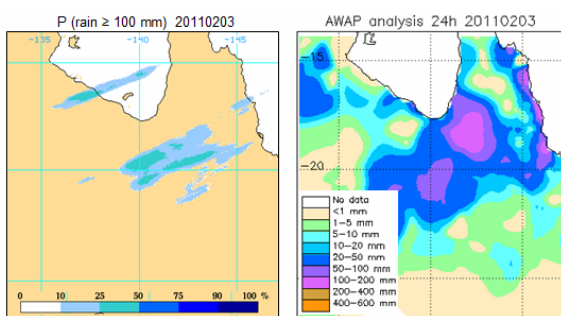 P (rain ≥ 100 mm) 20110203
-135
-140
-145
0 10 25 50 75 90 100 %
AWAP analysis 24h 20110203
-15
-20
No data
<1 mm
1-5 mm
5-10 mm
10-20 mm
20-50 mm
50-100 mm
100-200 mm
200-400 mm
400-600 mm